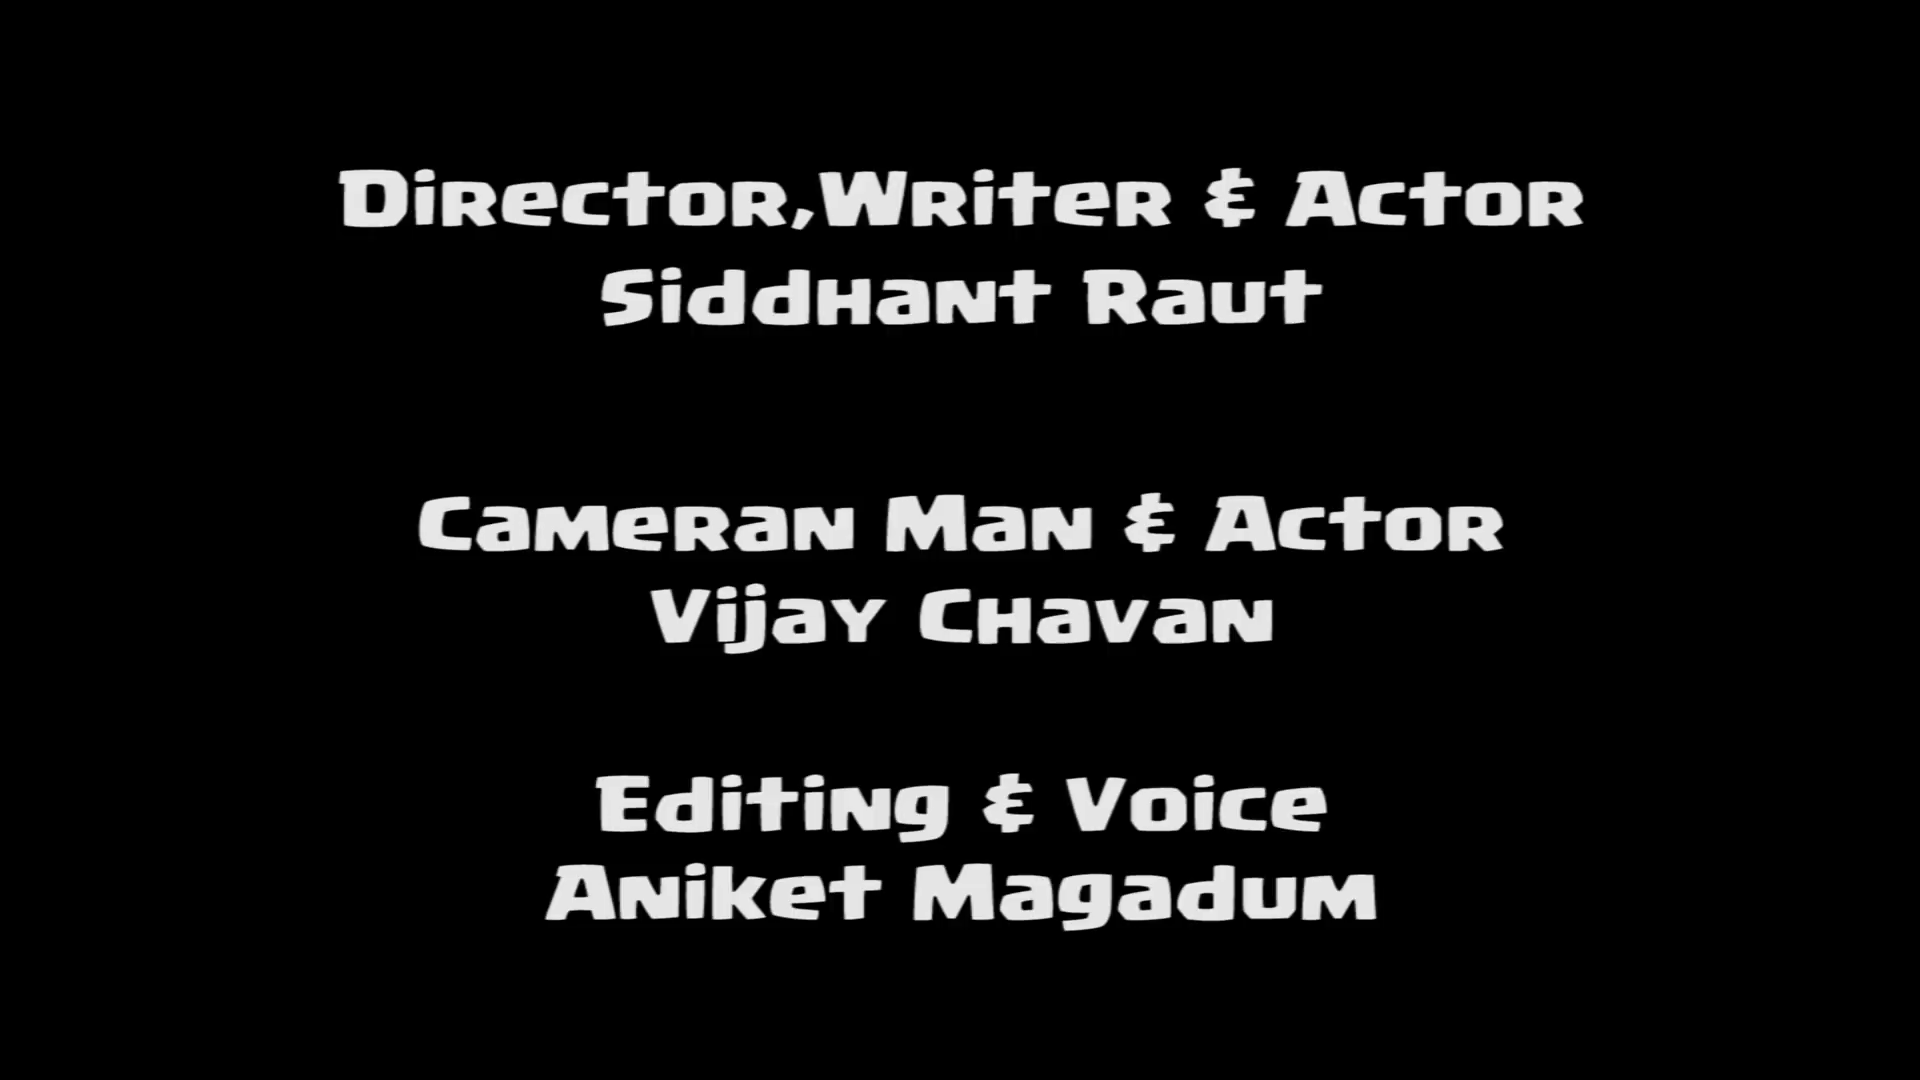 Director,Writer & Actor
Siddhant Raut
Cameran Man & Actor
Vijay Chavan
Editing & Voice
Aniket Magadum